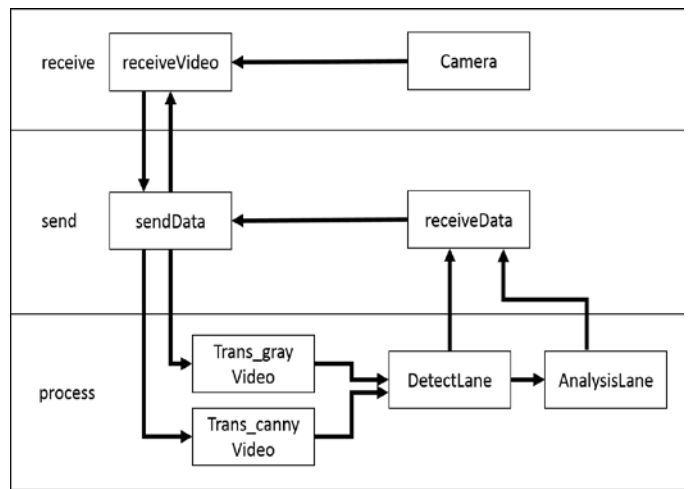 receive
receiveVideo
Camera
send
sendData
receiveData
process
Trans_gray
Video
Trans_canny
Video
DetectLane
AnalysisLane